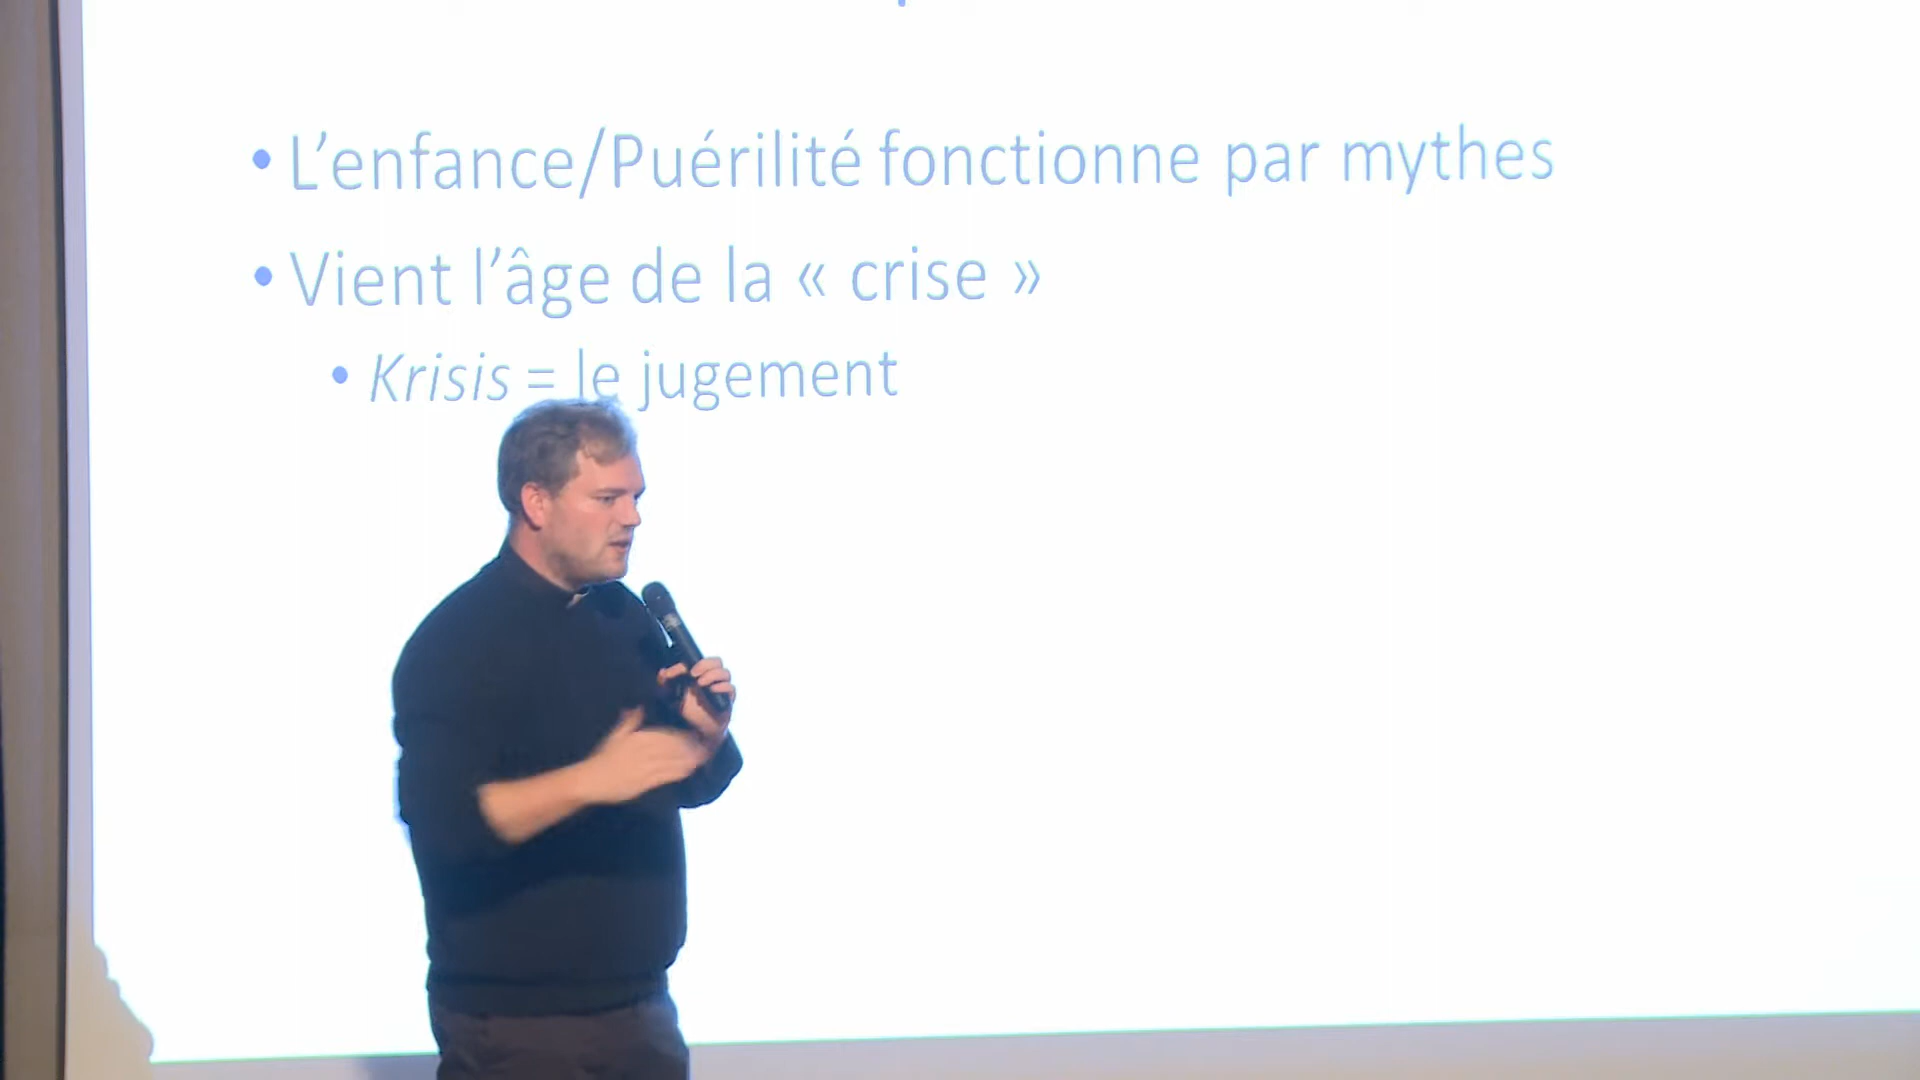 • L’enfance/Puérilité fonctionne par mythes
• Vient l’âge de la « crise »
• Krisis = le jugement